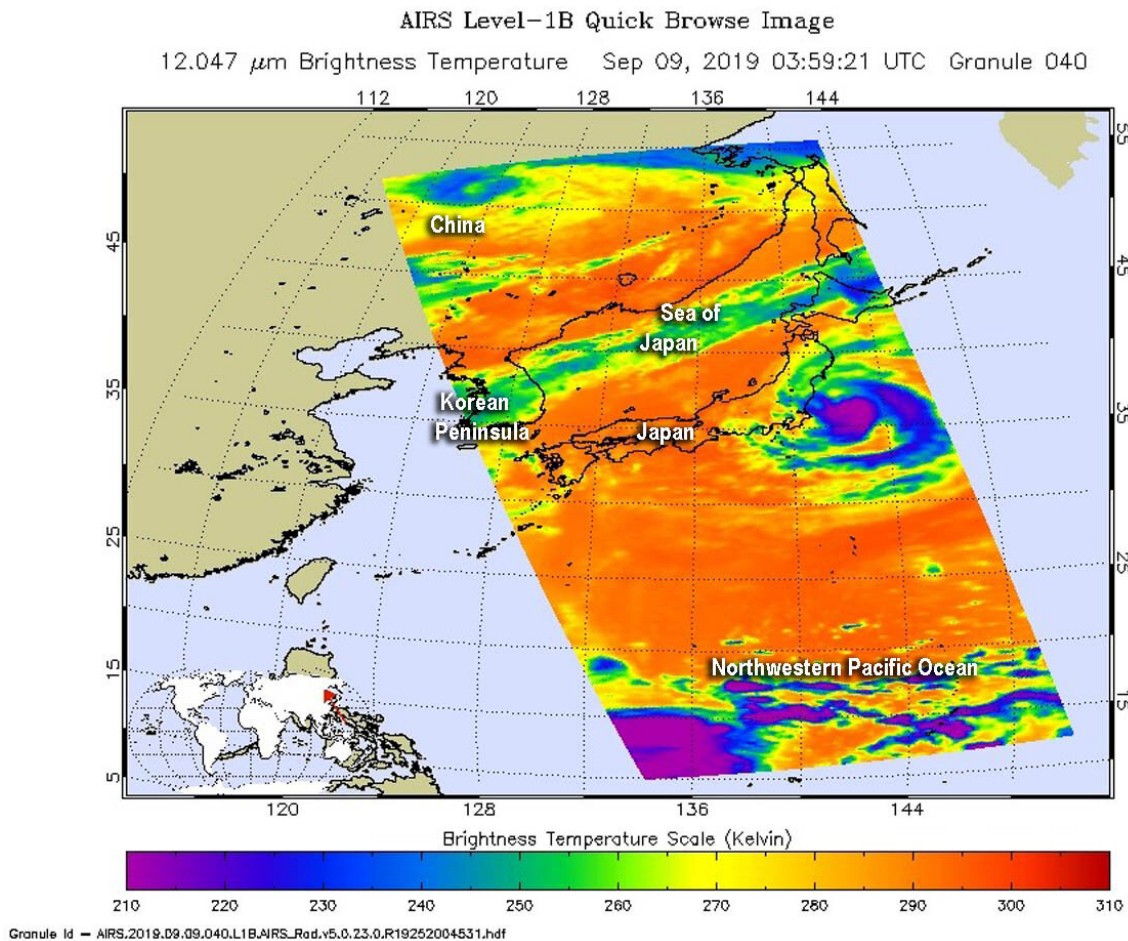 AIRS Level-1B Quick Browse Image
12.047 μm Brightness Temperature Sep 09, 2019 03:59:21 UTC Granule 040
112 120 128 136 144
55
45
45
35
35
25
25
15
15
5
China
Sea of
Japan
Korean
Peninsula
Japan
Northwestern Pacific Ocean
120 128 136 144
Brightness Temperature Scale (Kelvin)
210 220 230 240 250 260 270 280 290 300 310
Granule Id – AIRS.2019.09.09.040.L1B.AIRS_Rad.v5.0.23.0.R19252004531.hdf